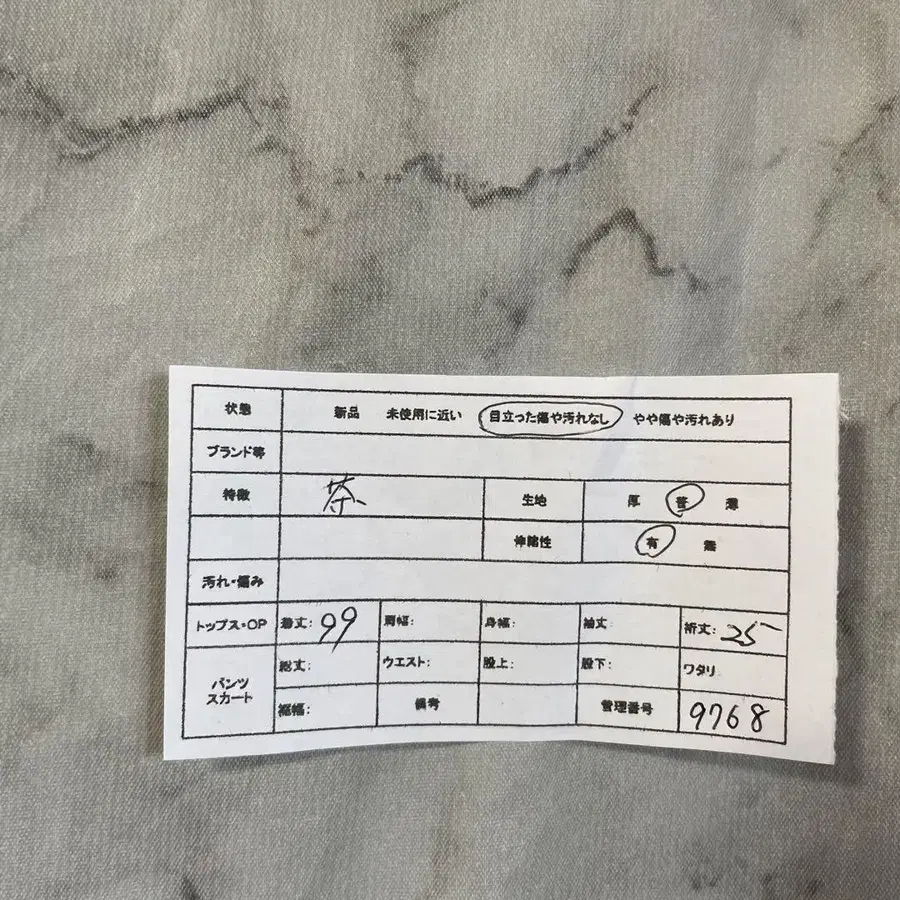 状態 新品 未使用に近い 目立った傷や汚れなし やや傷や汚れあり
ブランド等
特徴 茶 生地 厚 普 薄
伸縮性 有 無
汚れ・傷み
トップス・OP 着丈: 99 肩幅: 身幅: 袖丈: 裄丈: 25
パンツ スカート 総丈: ウエスト: 股上: 股下: ワタリ:
裾幅: 備考 管理番号 9768